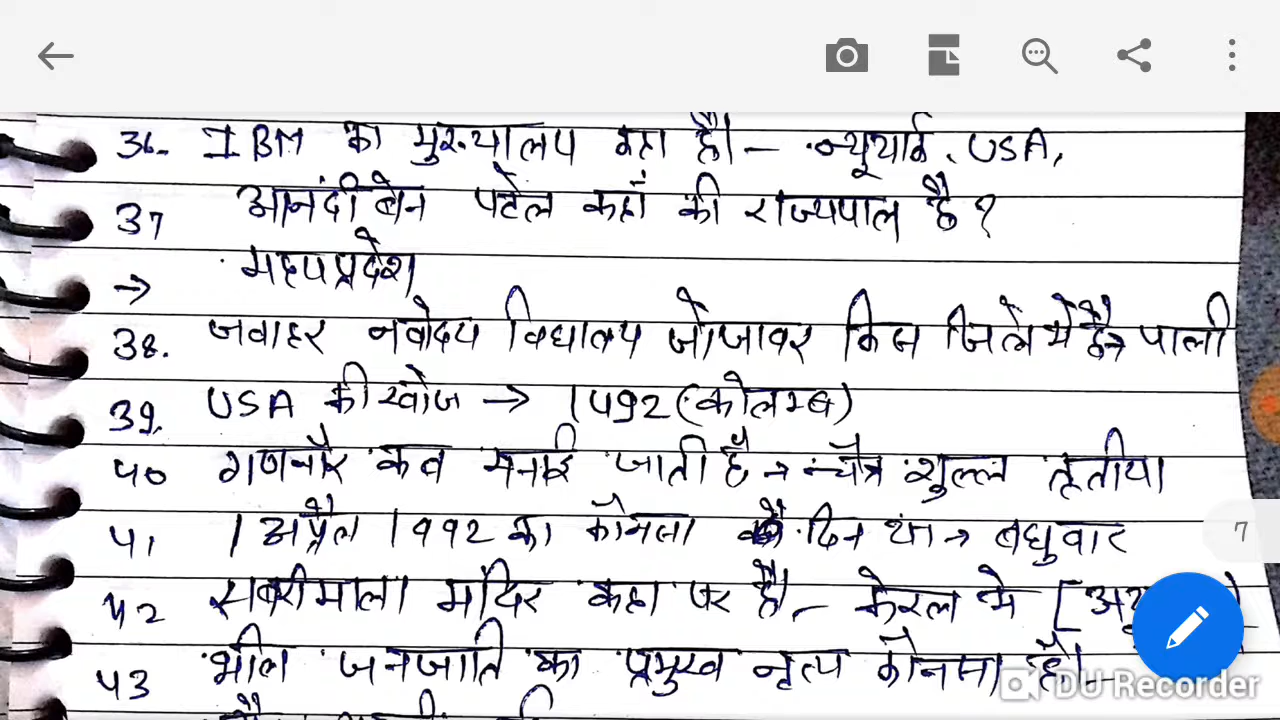 36. IBM का मुख्यालय कहा है। – न्यूयार्क, USA.
37 आनंदी बेन पटेल कहाँ की राज्यपाल है ?
→ मध्यप्रदेश
38. जवाहर नवोदय विधालय जोजावर किस जिले मे है → पाली
39. USA की खोज → 1492 (कोलम्ब)
40 गणगौर कब मनाई जाती है → चैत्र शुल्ल तृतीया
41 1 अप्रैल 1992 का कौनसा दिन था → बधुवार
42 सबरीमाला मंदिर कहा पर है। – केरल मे [
43 भील जनजाति का प्रमुख नृत्य कौनसा है। –
7
DU Recorder